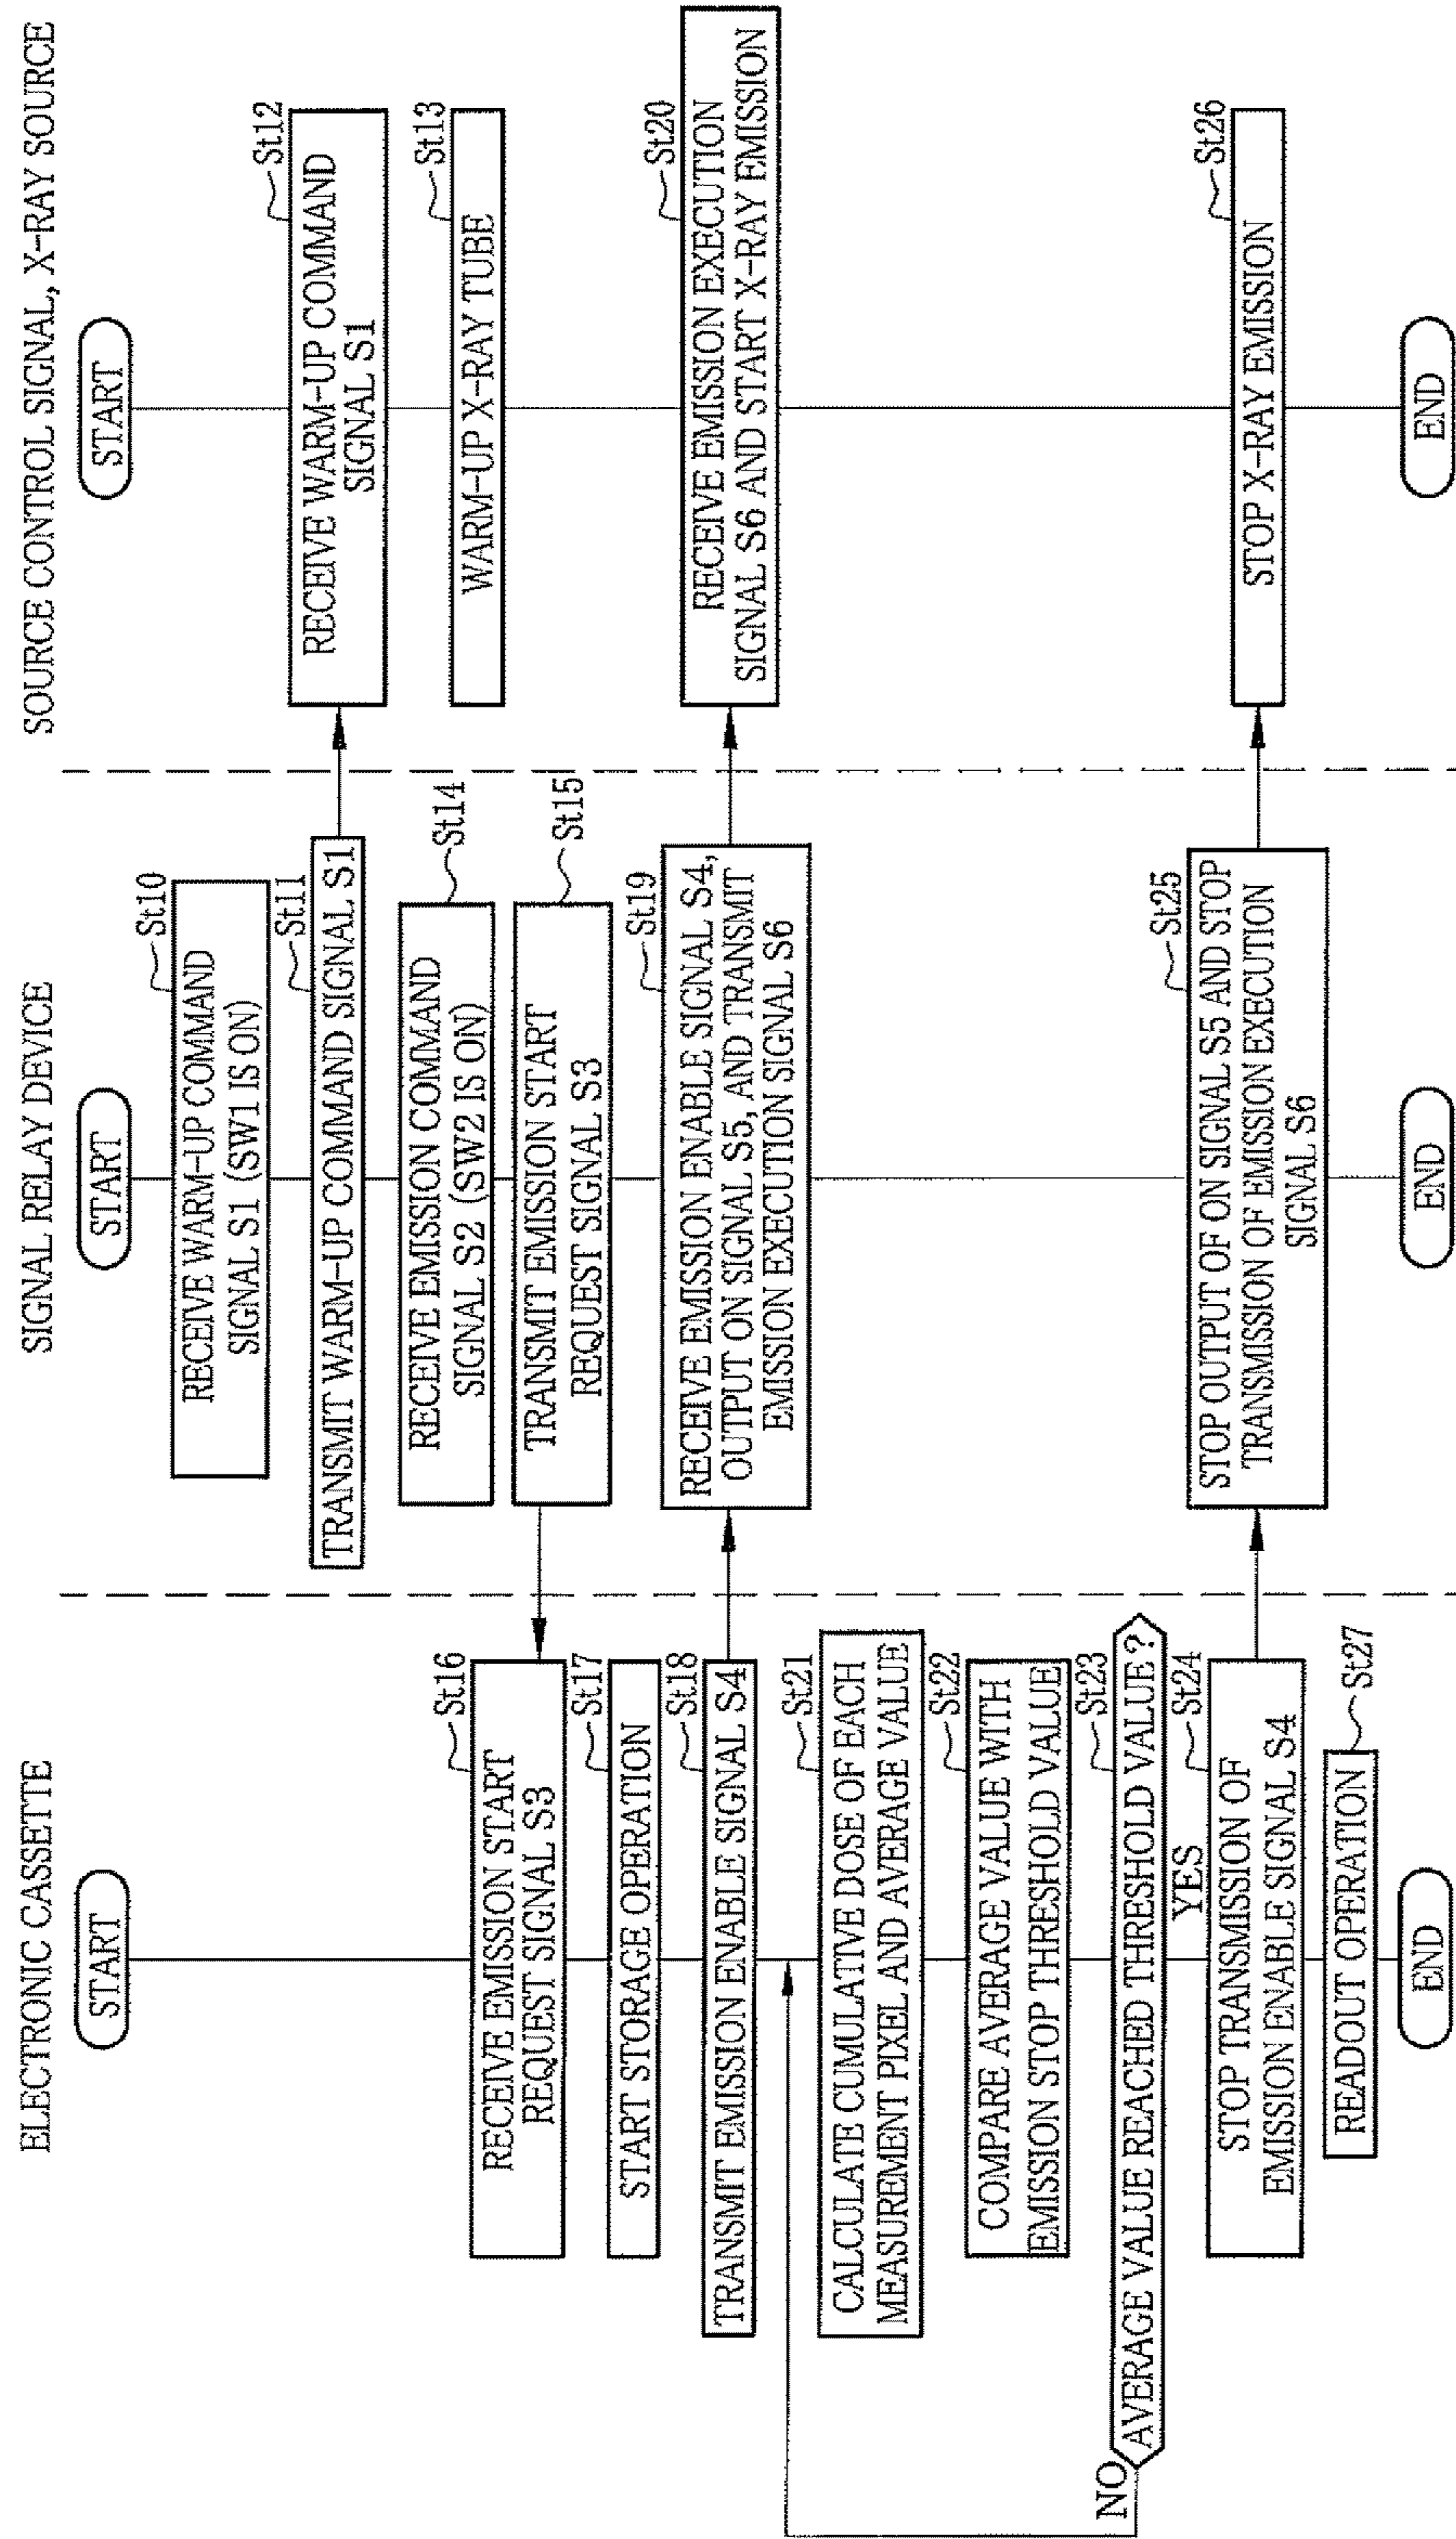 ELECTRONIC CASSETTE
START
St16
RECEIVE EMISSION START
REQUEST SIGNAL S3
St17
START STORAGE OPERATION
St18
TRANSMIT EMISSION ENABLE SIGNAL S4
St21
CALCULATE CUMULATIVE DOSE OF EACH
MEASUREMENT PIXEL AND AVERAGE VALUE
St22
COMPARE AVERAGE VALUE WITH
EMISSION STOP THRESHOLD VALUE
St23
NO
AVERAGE VALUE REACHED THRESHOLD VALUE?
YES
St24
STOP TRANSMISSION OF
EMISSION ENABLE SIGNAL S4
St27
READOUT OPERATION
END
SIGNAL RELAY DEVICE
START
St10
RECEIVE WARM-UP COMMAND
SIGNAL S1 (SW1 IS ON)
St11
TRANSMIT WARM-UP COMMAND SIGNAL S1
St14
RECEIVE EMISSION COMMAND
SIGNAL S2 (SW2 IS ON)
St15
TRANSMIT EMISSION START
REQUEST SIGNAL S3
St19
RECEIVE EMISSION ENABLE SIGNAL S4,
OUTPUT ON SIGNAL S5, AND TRANSMIT
EMISSION EXECUTION SIGNAL S6
St25
STOP OUTPUT OF ON SIGNAL S5 AND STOP
TRANSMISSION OF EMISSION EXECUTION
SIGNAL S6
END
SOURCE CONTROL SIGNAL, X-RAY SOURCE
START
St12
RECEIVE WARM-UP COMMAND
SIGNAL S1
St13
WARM-UP X-RAY TUBE
St20
RECEIVE EMISSION EXECUTION
SIGNAL S6 AND START X-RAY EMISSION
St26
STOP X-RAY EMISSION
END